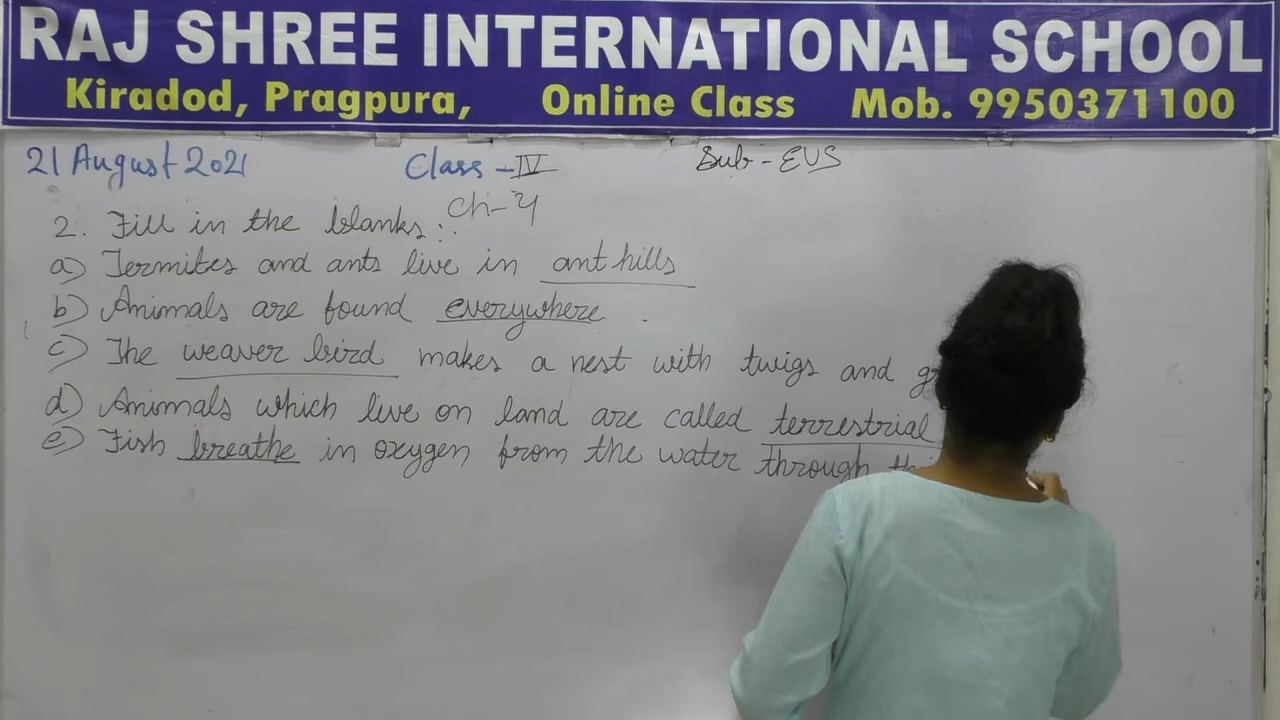 RAJ SHREE INTERNATIONAL SCHOOL
Kiradod, Pragpura, Online Class Mob. 9950371100
21 August 2021 Class - IV Sub - EVS
Ch-4
2. Fill in the blanks:
a) Termites and ants live in ant hills
b) Animals are found everywhere.
c) The weaver bird makes a nest with twigs and
d) Animals which live on land are called terrestrial
e) Fish breathe in oxygen from the water through